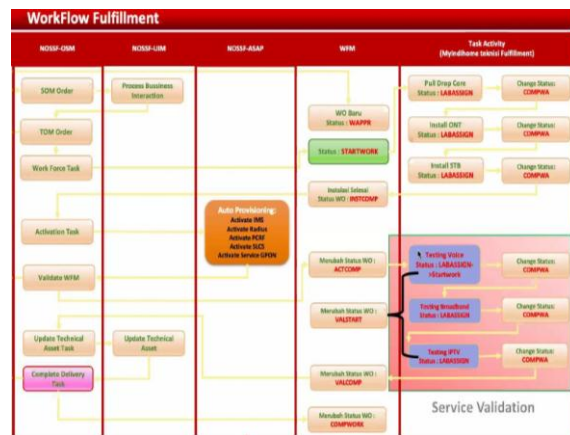 WorkFlow Fulfillment
NOSSF-OSM
NOSSF-UIM
NOSSF-ASAP
WFM
Task Activity
(MyIndihome teknisi Fulfillment)
SOM Order
Process Bussiness
Interaction
TOM Order
Work Force Task
WO Baru
Status : WAPPR
Status : STARTWORK
Pull Drop Core
Status : LABASSIGN
Change Status:
COMPWA
Install ONT
Status : LABASSIGN
Change Status:
COMPWA
Install STB
Status : LABASSIGN
Change Status:
COMPWA
Instalasi Selesai
Status WO : INSTCOMP
Activation Task
Auto Provisioning:
Activate IMS
Activate Radius
Activate PCRF
Activate SLCS
Activate Service GPON
Validate WFM
Merubah Status WO :
ACTCOMP
Testing Voice
Status : LABASSIGN-
>Startwork
Change Status:
COMPWA
Merubah Status WO :
VALSTART
Testing Broadband
Status : LABASSIGN
Change Status:
COMPWA
Update Technical
Asset Task
Update Technical
Asset
Testing IPTV
Status : LABASSIGN
Change Status:
COMPWA
Complete Delivery
Task
Merubah Status WO :
VALCOMP
Merubah Status WO :
COMPWORK
Service Validation